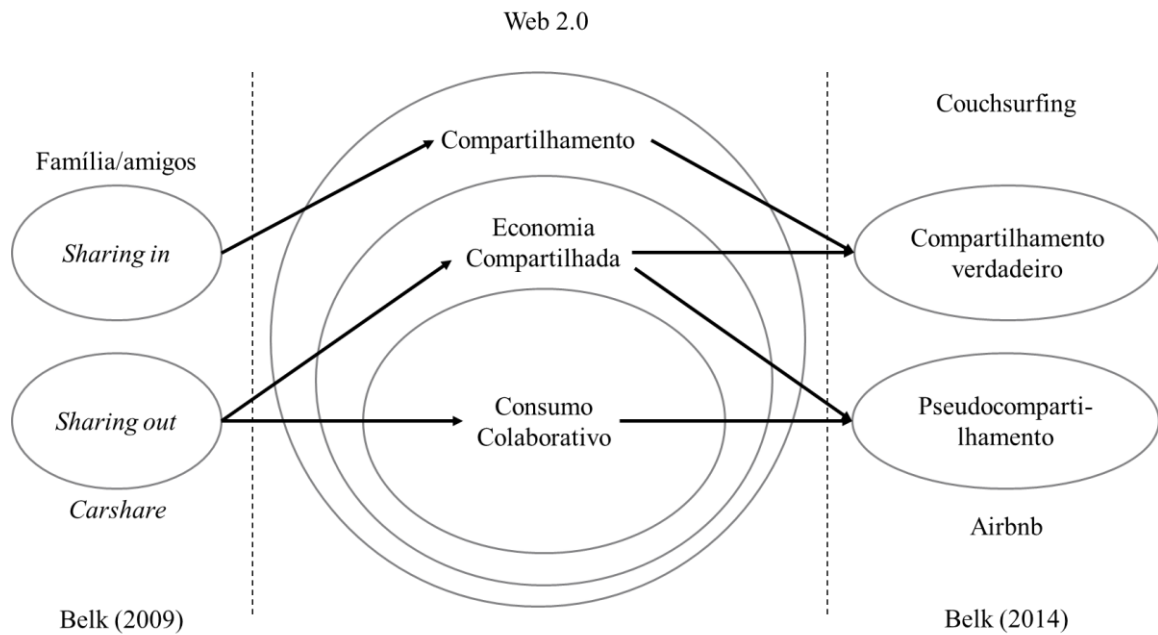 Web 2.0
Família/amigos
Sharing in
Sharing out
Carshare
Belk (2009)
Compartilhamento
Economia
Compartilhada
Consumo
Colaborativo
Couchsurfing
Compartilhamento
verdadeiro
Pseudocomparti-
lhamento
Airbnb
Belk (2014)